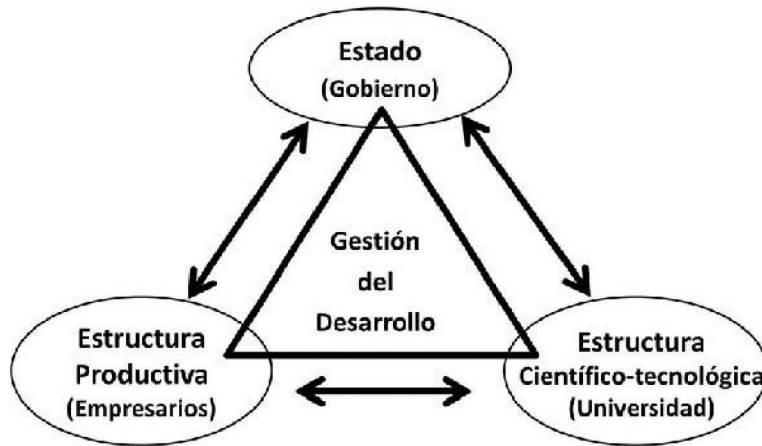 Estado
(Gobierno)
Gestión
del
Desarrollo
Estructura
Productiva
(Empresarios)
Estructura
Científico-tecnológica
(Universidad)